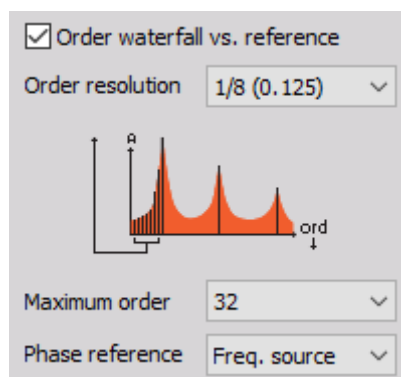 Order waterfall vs. reference
Order resolution 1/8 (0.125)
A
ord
Maximum order 32
Phase reference Freq. source